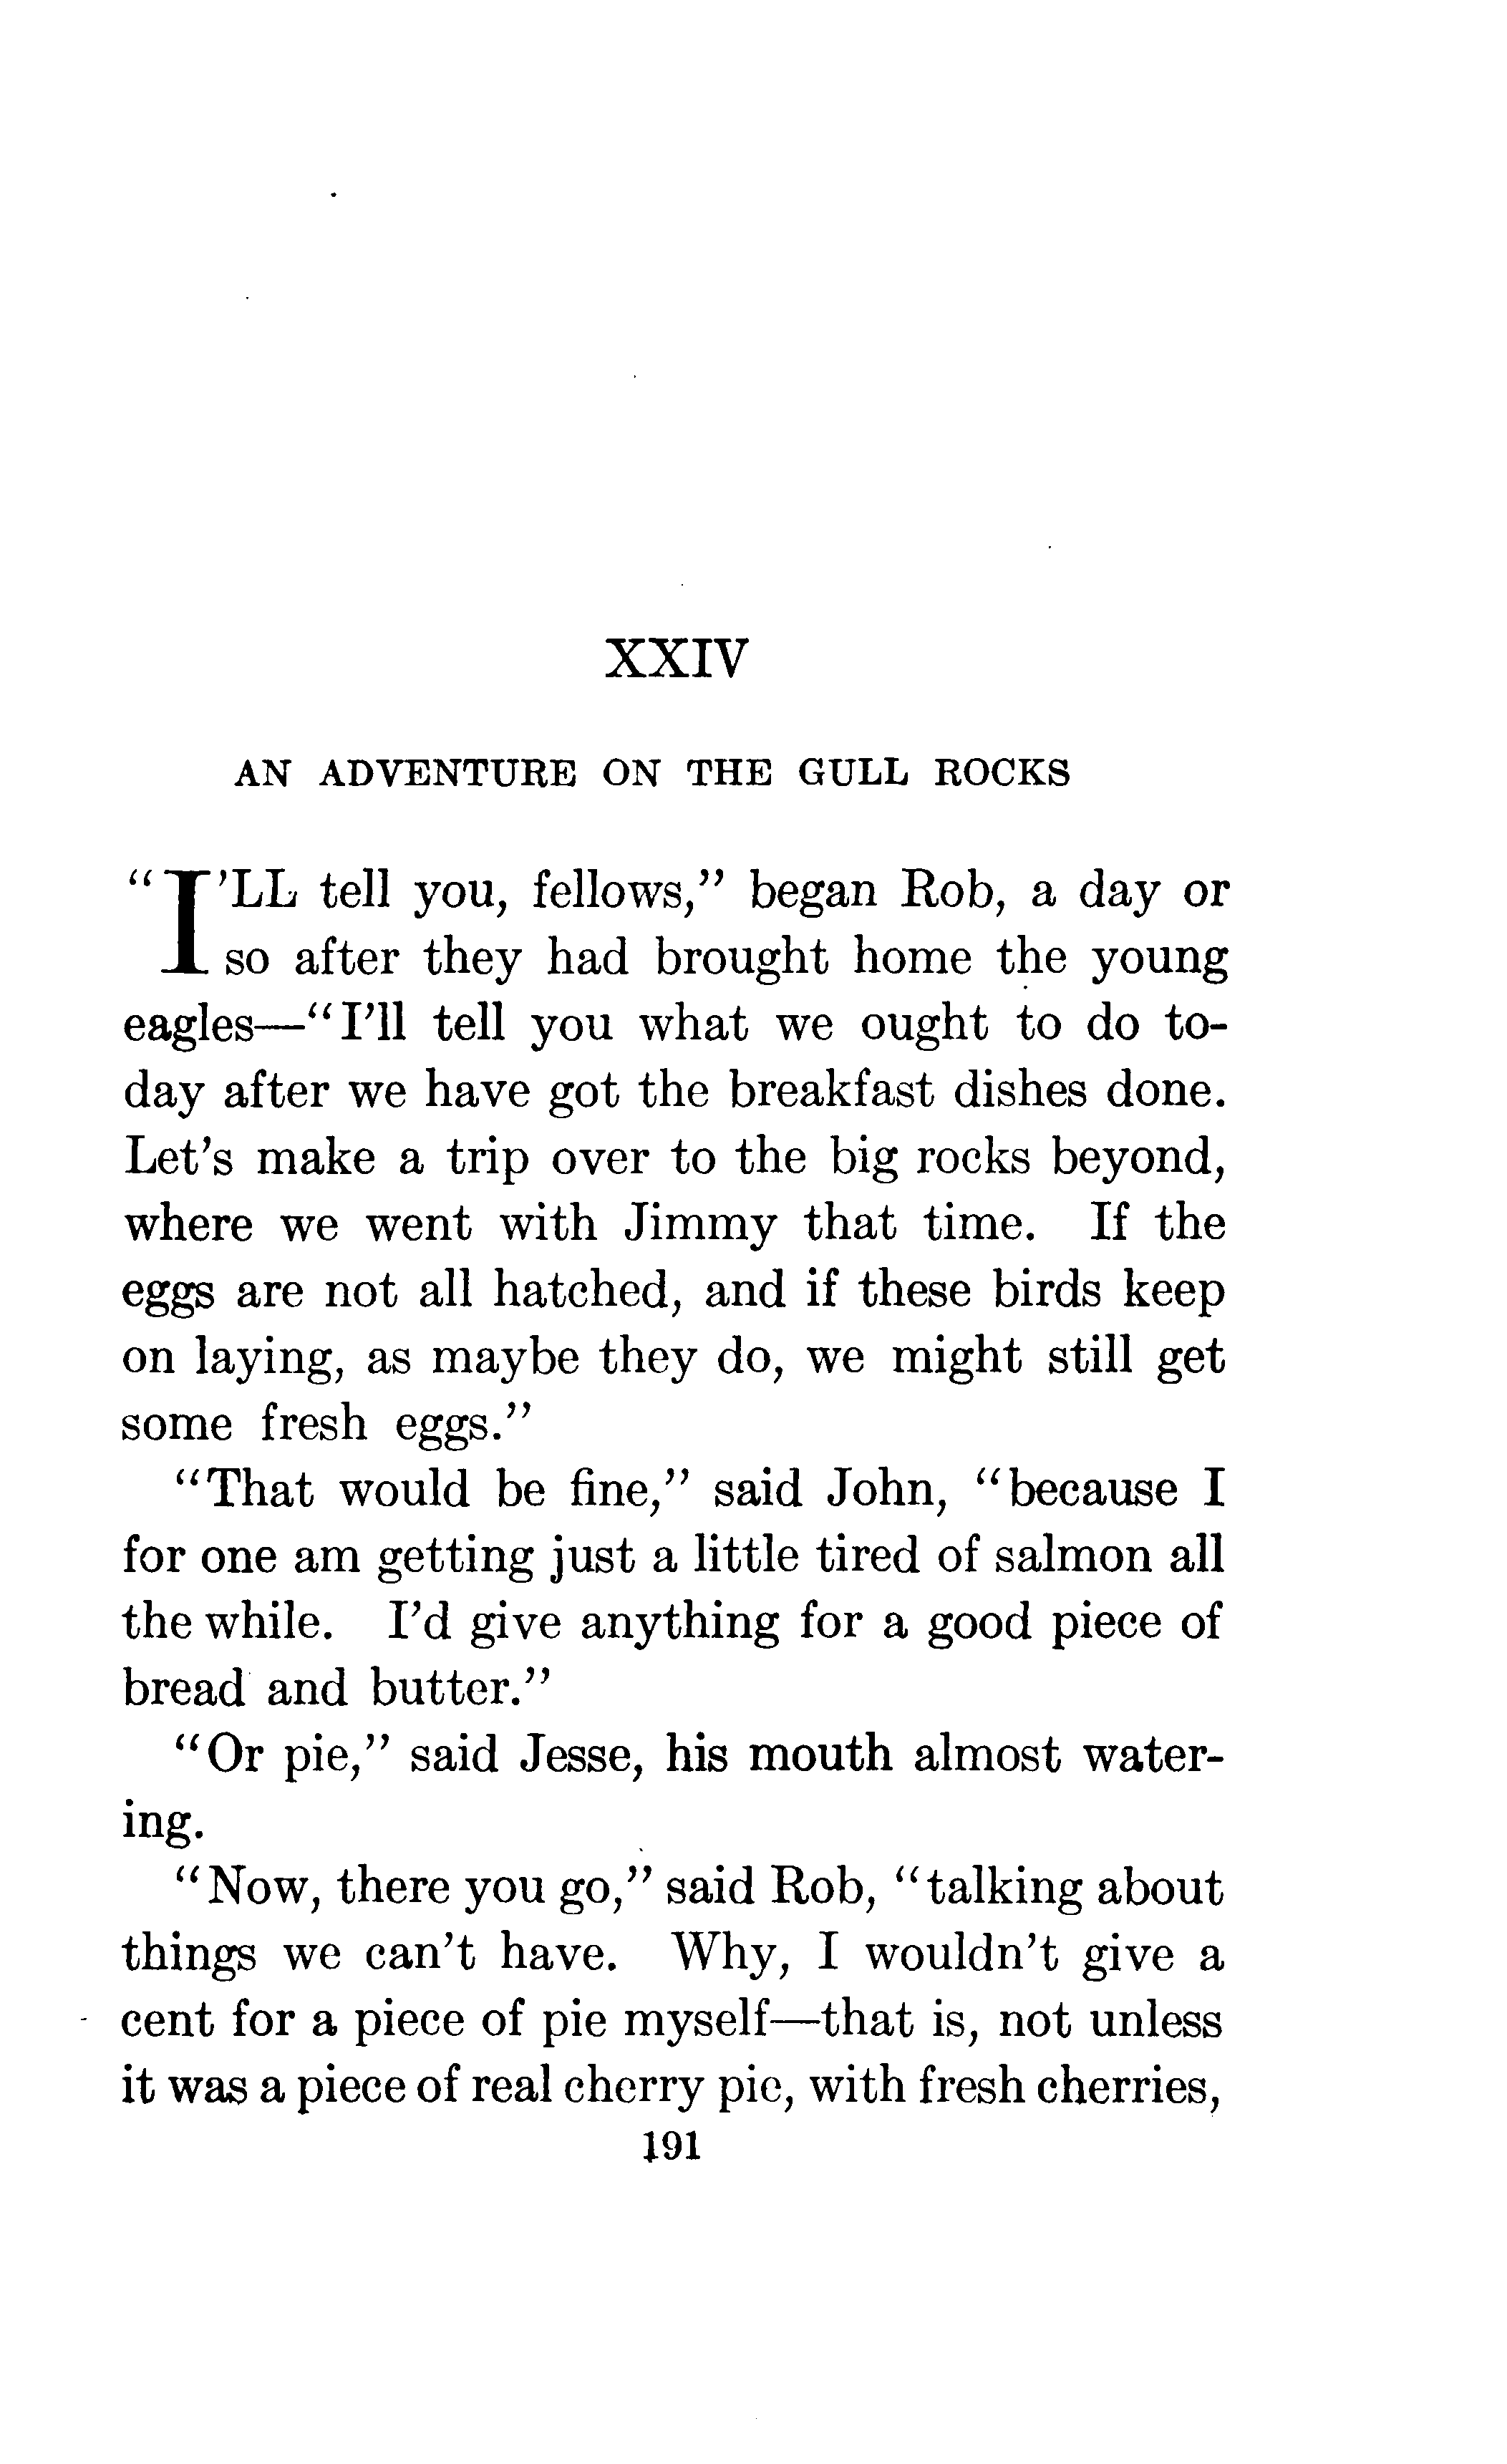 XXIV
AN ADVENTURE ON THE GULL ROCKS
“I’LL tell you, fellows,” began Rob, a day or
so after they had brought home the young
eagles—“I’ll tell you what we ought to do to-
day after we have got the breakfast dishes done.
Let’s make a trip over to the big rocks beyond,
where we went with Jimmy that time. If the
eggs are not all hatched, and if these birds keep
on laying, as maybe they do, we might still get
some fresh eggs.”
“That would be fine,” said John, “because I
for one am getting just a little tired of salmon all
the while. I’d give anything for a good piece of
bread and butter.”
“Or pie,” said Jesse, his mouth almost water-
ing.
“Now, there you go,” said Rob, “talking about
things we can’t have. Why, I wouldn’t give a
cent for a piece of pie myself—that is, not unless
it was a piece of real cherry pie, with fresh cherries,
191